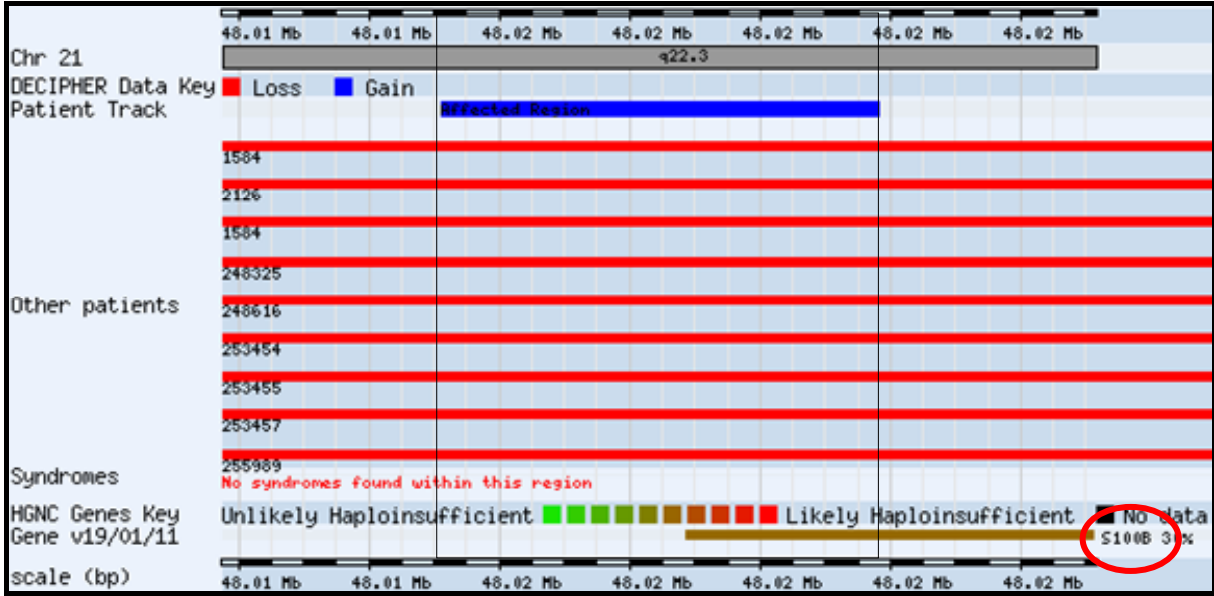 48.01 Mb 48.01 Mb 48.02 Mb 48.02 Mb 48.02 Mb 48.02 Mb 48.02 Mb
Chr 21 q22.3
DECIPHER Data Key Loss Gain
Patient Track Affected Region
1584
2126
1584
248325
Other patients
248616
253454
253455
253457
255989
Syndromes
No syndromes found within this region
HGNC Genes Key Unlikely Haploinsufficient Likely Haploinsufficient No data
Gene v19/01/11 S100B
scale (bp) 48.01 Mb 48.01 Mb 48.02 Mb 48.02 Mb 48.02 Mb 48.02 Mb 48.02 Mb